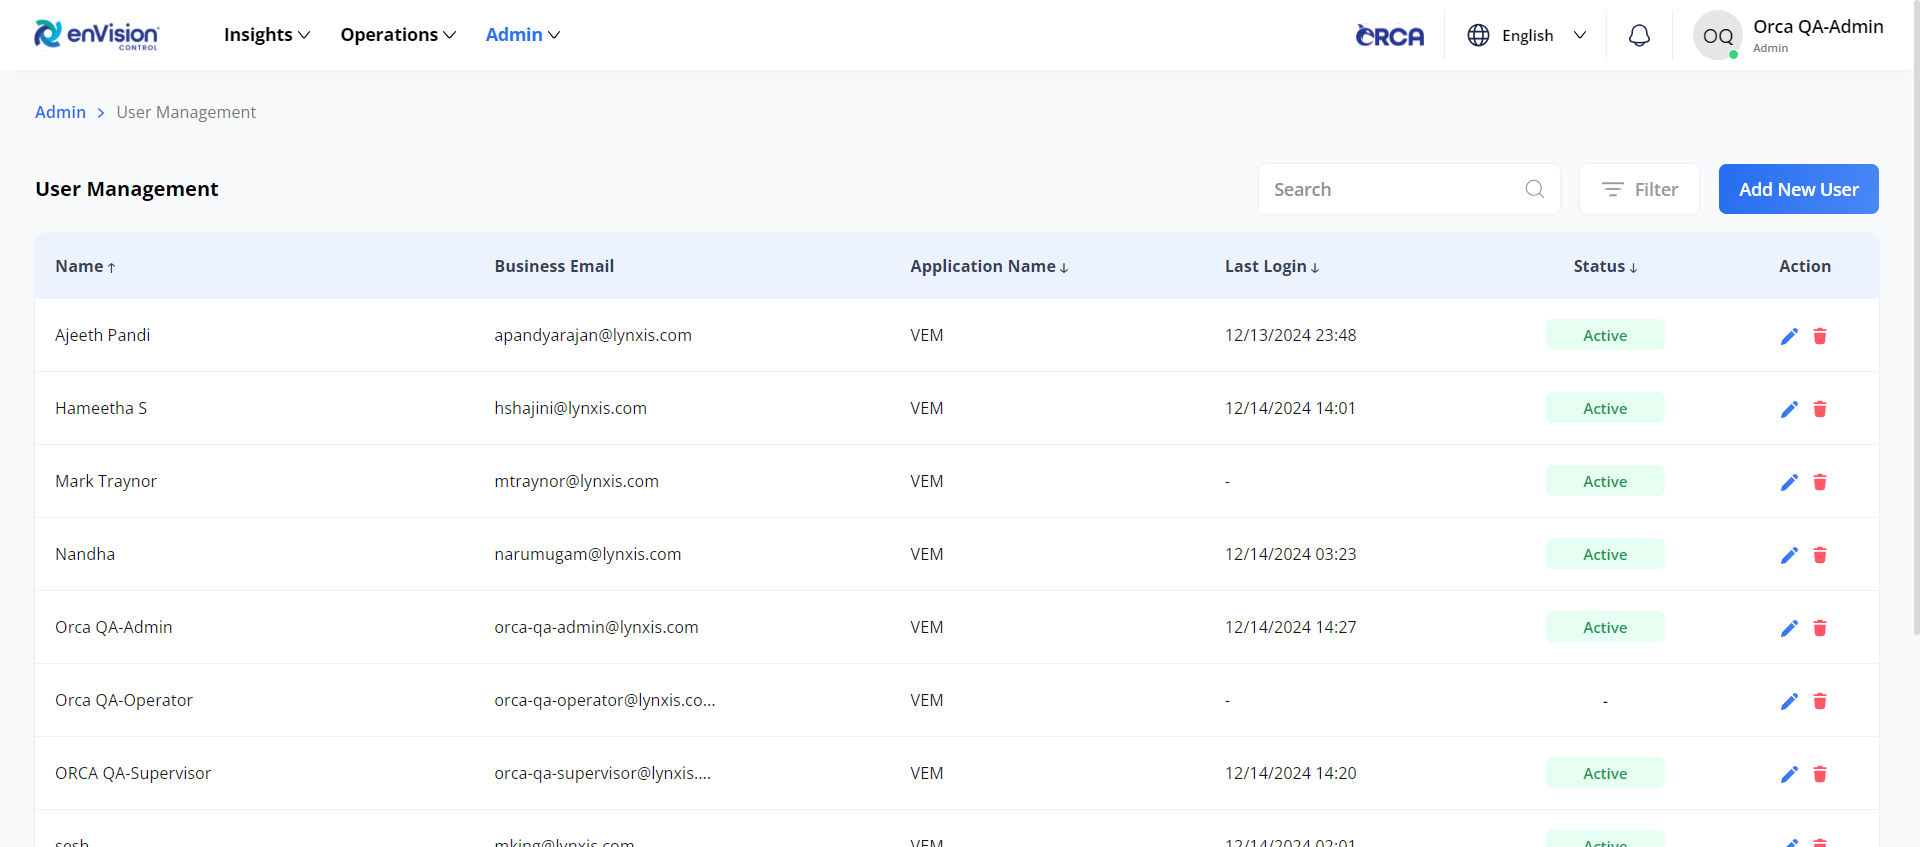 enVision CONTROL Insights Operations Admin ORCA English OQ Orca QA-Admin
Admin
Admin > User Management
User Management Search Filter Add New User
Name ↑ Business Email Application Name ↓ Last Login ↓ Status ↓ Action
Ajeeth Pandi apandyarajan@lynxis.com VEM 12/13/2024 23:48 Active
Hameetha S hshajini@lynxis.com VEM 12/14/2024 14:01 Active
Mark Traynor mtraynor@lynxis.com VEM - Active
Nandha narumugam@lynxis.com VEM 12/14/2024 03:23 Active
Orca QA-Admin orca-qa-admin@lynxis.com VEM 12/14/2024 14:27 Active
Orca QA-Operator orca-qa-operator@lynxis.co... VEM - -
ORCA QA-Supervisor orca-qa-supervisor@lynxis.... VEM 12/14/2024 14:20 Active
sesh mking@lynxis.com VEM 12/14/2024 02:01 Active